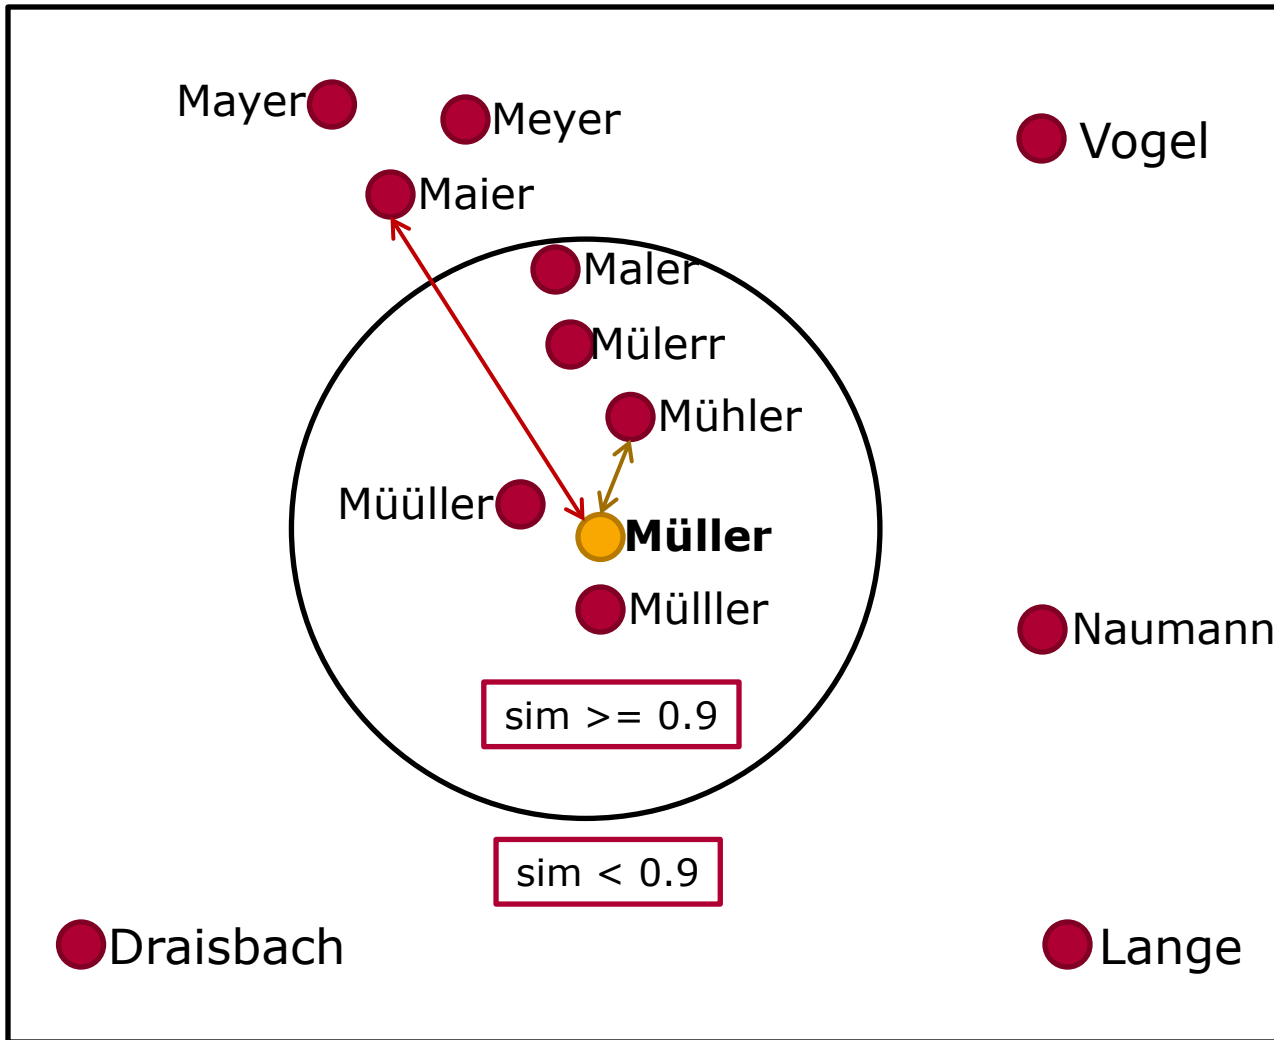 Mayer
Meyer
Vogel
Maier
Maler
Mülerr
Mühler
Müüller
Müller
Mülller
Naumann
sim >= 0.9
sim < 0.9
Draisbach
Lange